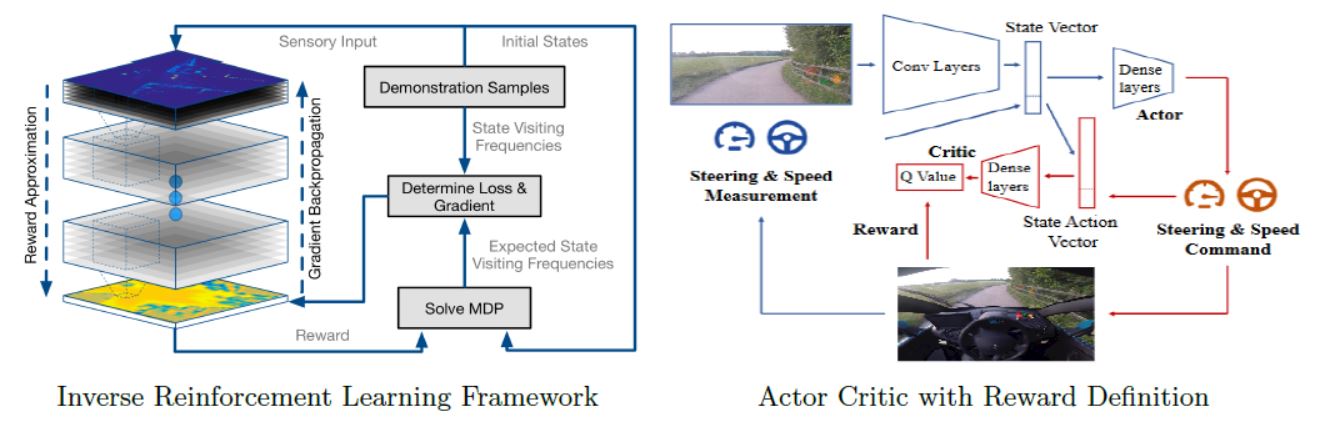 Sensory Input
Initial States
Reward Approximation
Gradient Backpropagation
Demonstration Samples
State Visiting
Frequencies
Determine Loss &
Gradient
Expected State
Visiting Frequencies
Solve MDP
Reward
Inverse Reinforcement Learning Framework
State Vector
Conv Layers
Dense
layers
Actor
Steering & Speed
Measurement
Critic
Q Value
Dense
layers
State Action
Vector
Reward
Steering & Speed
Command
Actor Critic with Reward Definition